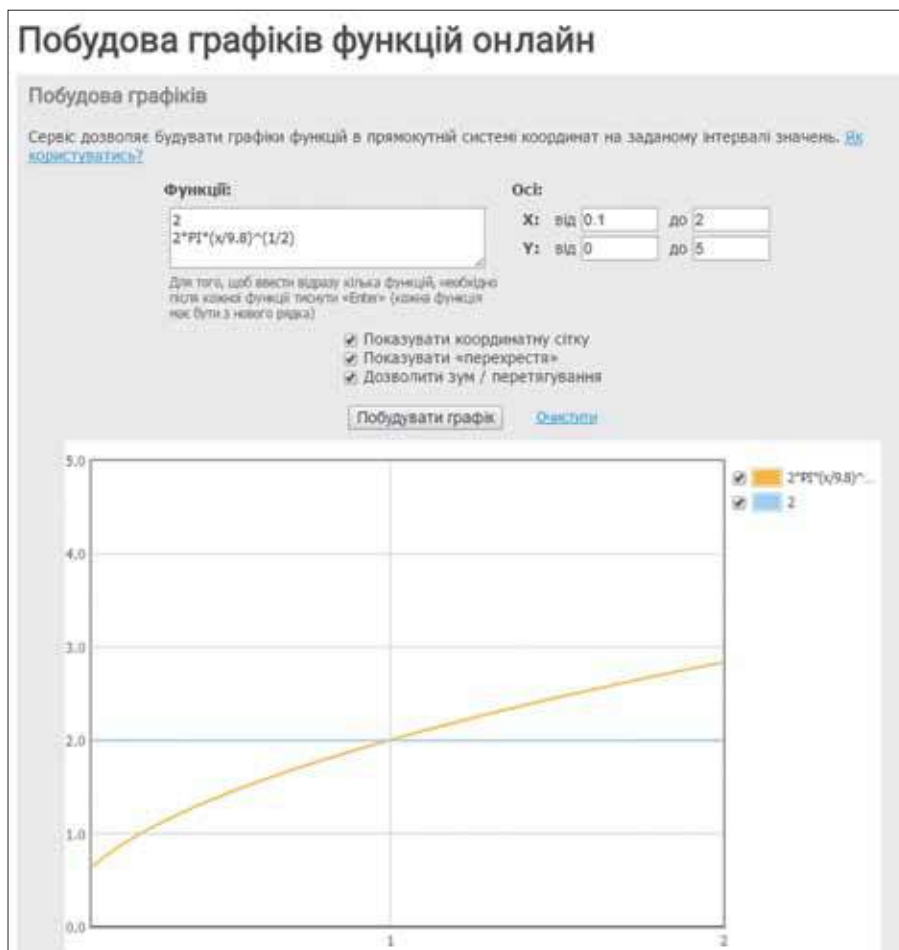 Побудова графіків функцій онлайн
Побудова графіків
Сервіс дозволяє будувати графіки функцій в прямокутній системі координат на заданому інтервалі значень. Як
користуватись?
Функції:
2
2*PI*(x/9.8)^(1/2)
Для того, щоб ввести відразу кілька функцій, необхідно
після кожної функції тиснути «Enter» (кожна функція
має бути з нового рядка)
Осі:
X: від 0.1 до 2
Y: від 0 до 5
Показувати координатну сітку
Показувати «перехрестя»
Дозволити зум / перетягування
Побудувати графік Очистити
5.0
4.0
3.0
2.0
1.0
0.0
1 2
2*PI*(x/9.8)^...
2